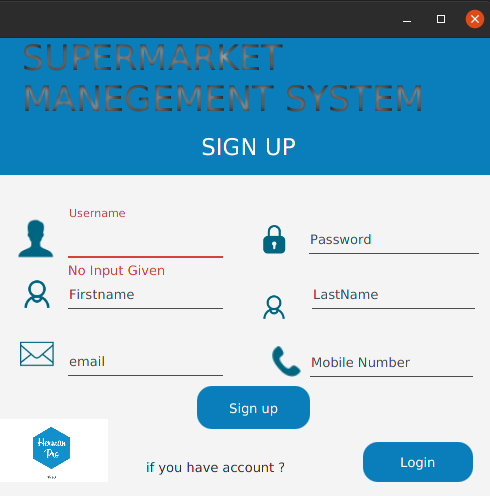 SUPERMARKET
MANEGEMENT SYSTEM
SIGN UP
Username
Password
No Input Given
Firstname
LastName
email
Mobile Number
Sign up
Herman
Pro
if you have account ?
Login